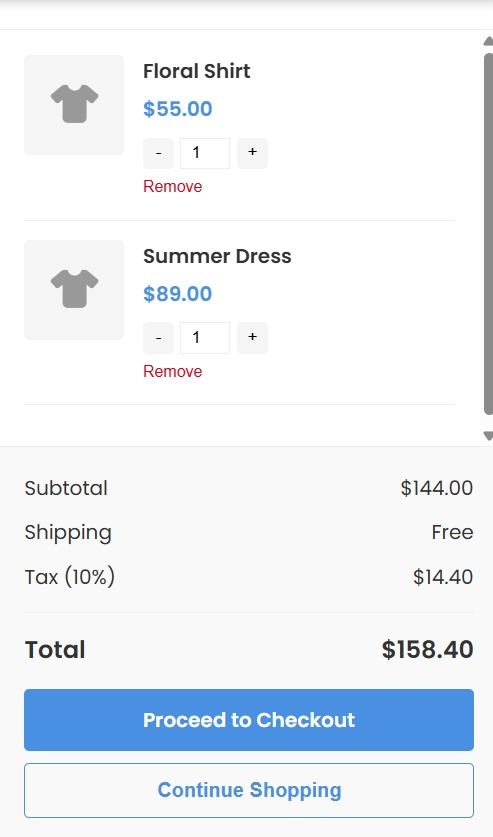 Floral Shirt
$55.00
- 1 +
Remove
Summer Dress
$89.00
- 1 +
Remove
Subtotal $144.00
Shipping Free
Tax (10%) $14.40
Total $158.40
Proceed to Checkout
Continue Shopping